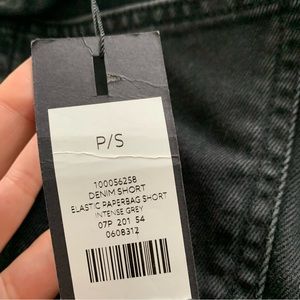 P/S
100056258
DENIM SHORT
ELASTIC PAPERBAG SHORT
INTENSE GREY
07P 201 54
0608312